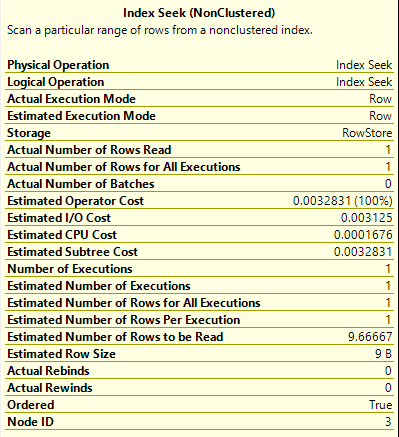 Index Seek (NonClustered)
Scan a particular range of rows from a nonclustered index.
Physical Operation Index Seek
Logical Operation Index Seek
Actual Execution Mode Row
Estimated Execution Mode Row
Storage RowStore
Actual Number of Rows Read 1
Actual Number of Rows for All Executions 1
Actual Number of Batches 0
Estimated Operator Cost 0.0032831 (100%)
Estimated I/O Cost 0.003125
Estimated CPU Cost 0.0001676
Estimated Subtree Cost 0.0032831
Number of Executions 1
Estimated Number of Executions 1
Estimated Number of Rows for All Executions 1
Estimated Number of Rows Per Execution 1
Estimated Number of Rows to be Read 9.66667
Estimated Row Size 9 B
Actual Rebinds 0
Actual Rewinds 0
Ordered True
Node ID 3